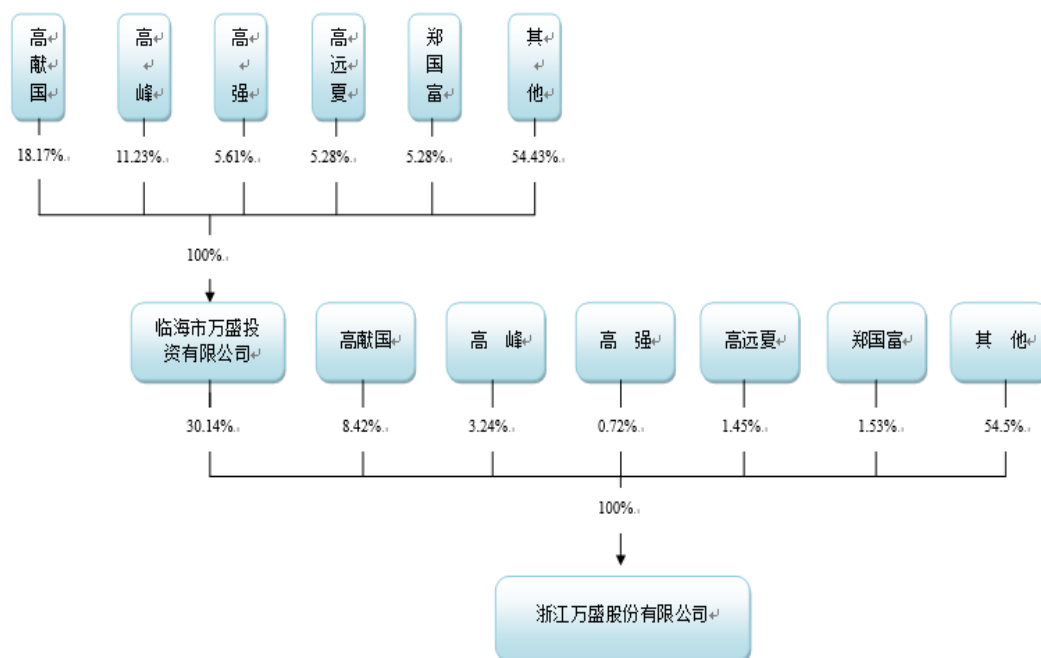 高献国
高峰
高强
高远夏
郑国富
其他
18.17%
11.23%
5.61%
5.28%
5.28%
54.43%
100%
临海市万盛投
资有限公司
高献国
高 峰
高 强
高远夏
郑国富
其 他
30.14%
8.42%
3.24%
0.72%
1.45%
1.53%
54.5%
100%
浙江万盛股份有限公司